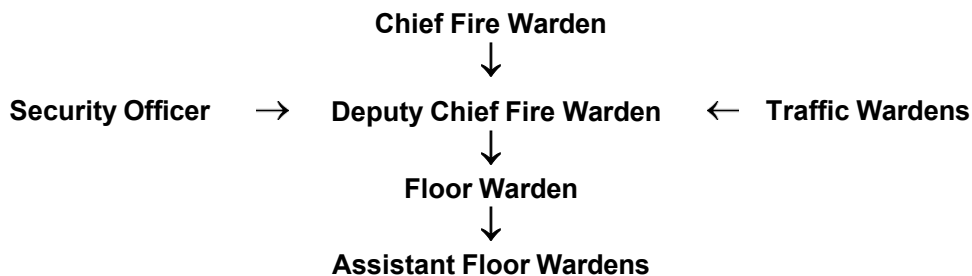 Chief Fire Warden
↓
Security Officer → Deputy Chief Fire Warden ← Traffic Wardens
↓
Floor Warden
↓
Assistant Floor Wardens